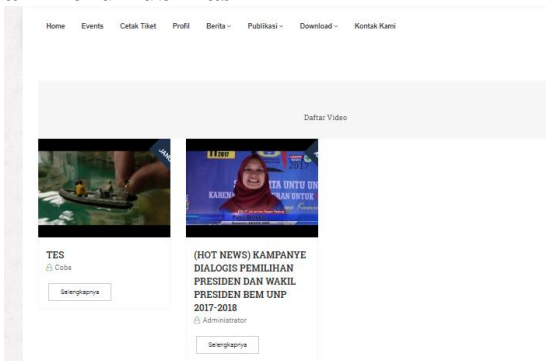 Home Events Cetak Tiket Profil Berita Publikasi Download Kontak Kami
Daftar Video
2017
TES
Coba
Selengkapnya
(HOT NEWS) KAMPANYE
DIALOGIS PEMILIHAN
PRESIDEN DAN WAKIL
PRESIDEN BEM UNP
2017-2018
Administrator
Selengkapnya